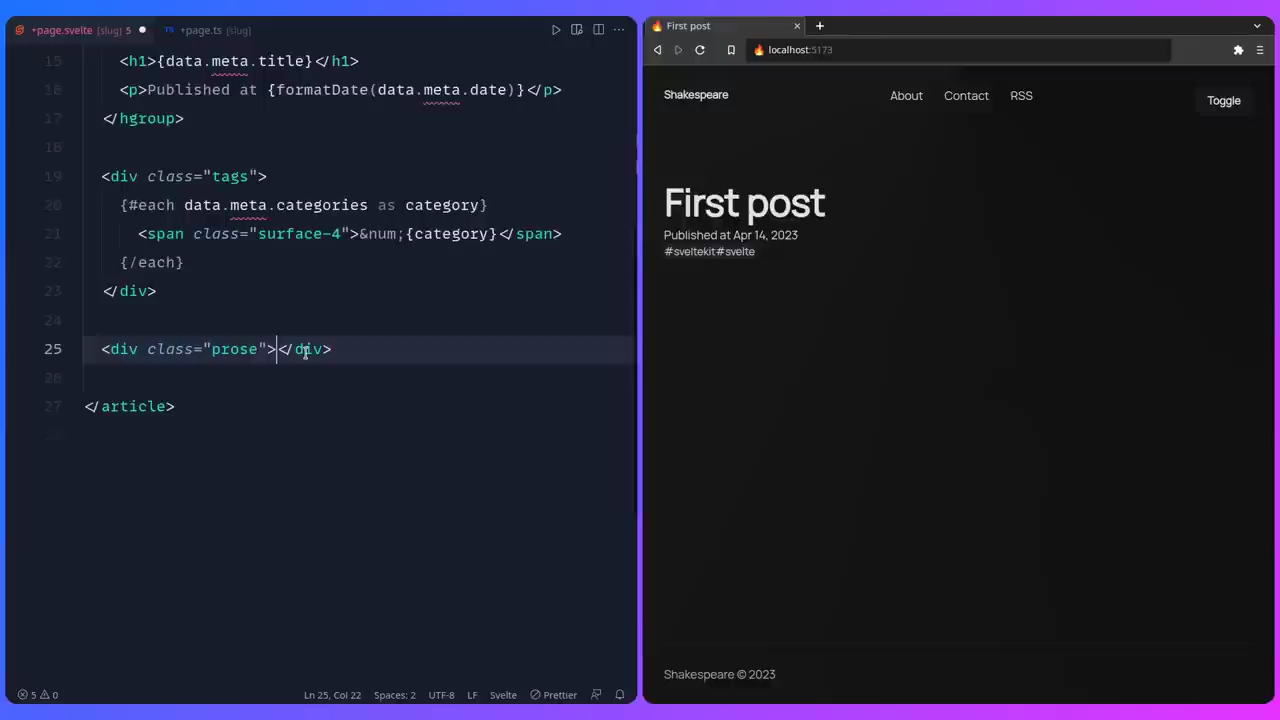 +page.svelte [slug] 5
TS +page.ts [slug]
15 <h1>{data.meta.title}</h1>
16 <p>Published at {formatDate(data.meta.date)}</p>
17 </hgroup>
18
19 <div class="tags">
20 {#each data.meta.categories as category}
21 <span class="surface-4">&num;{category}</span>
22 {/each}
23 </div>
24
25 <div class="prose"></div>
26
27 </article>
28
5 0
Ln 25, Col 22
Spaces: 2
UTF-8
LF
Svelte
Prettier
First post
localhost:5173
Shakespeare
About
Contact
RSS
Toggle
First post
Published at Apr 14, 2023
#sveltekit#svelte
Shakespeare © 2023